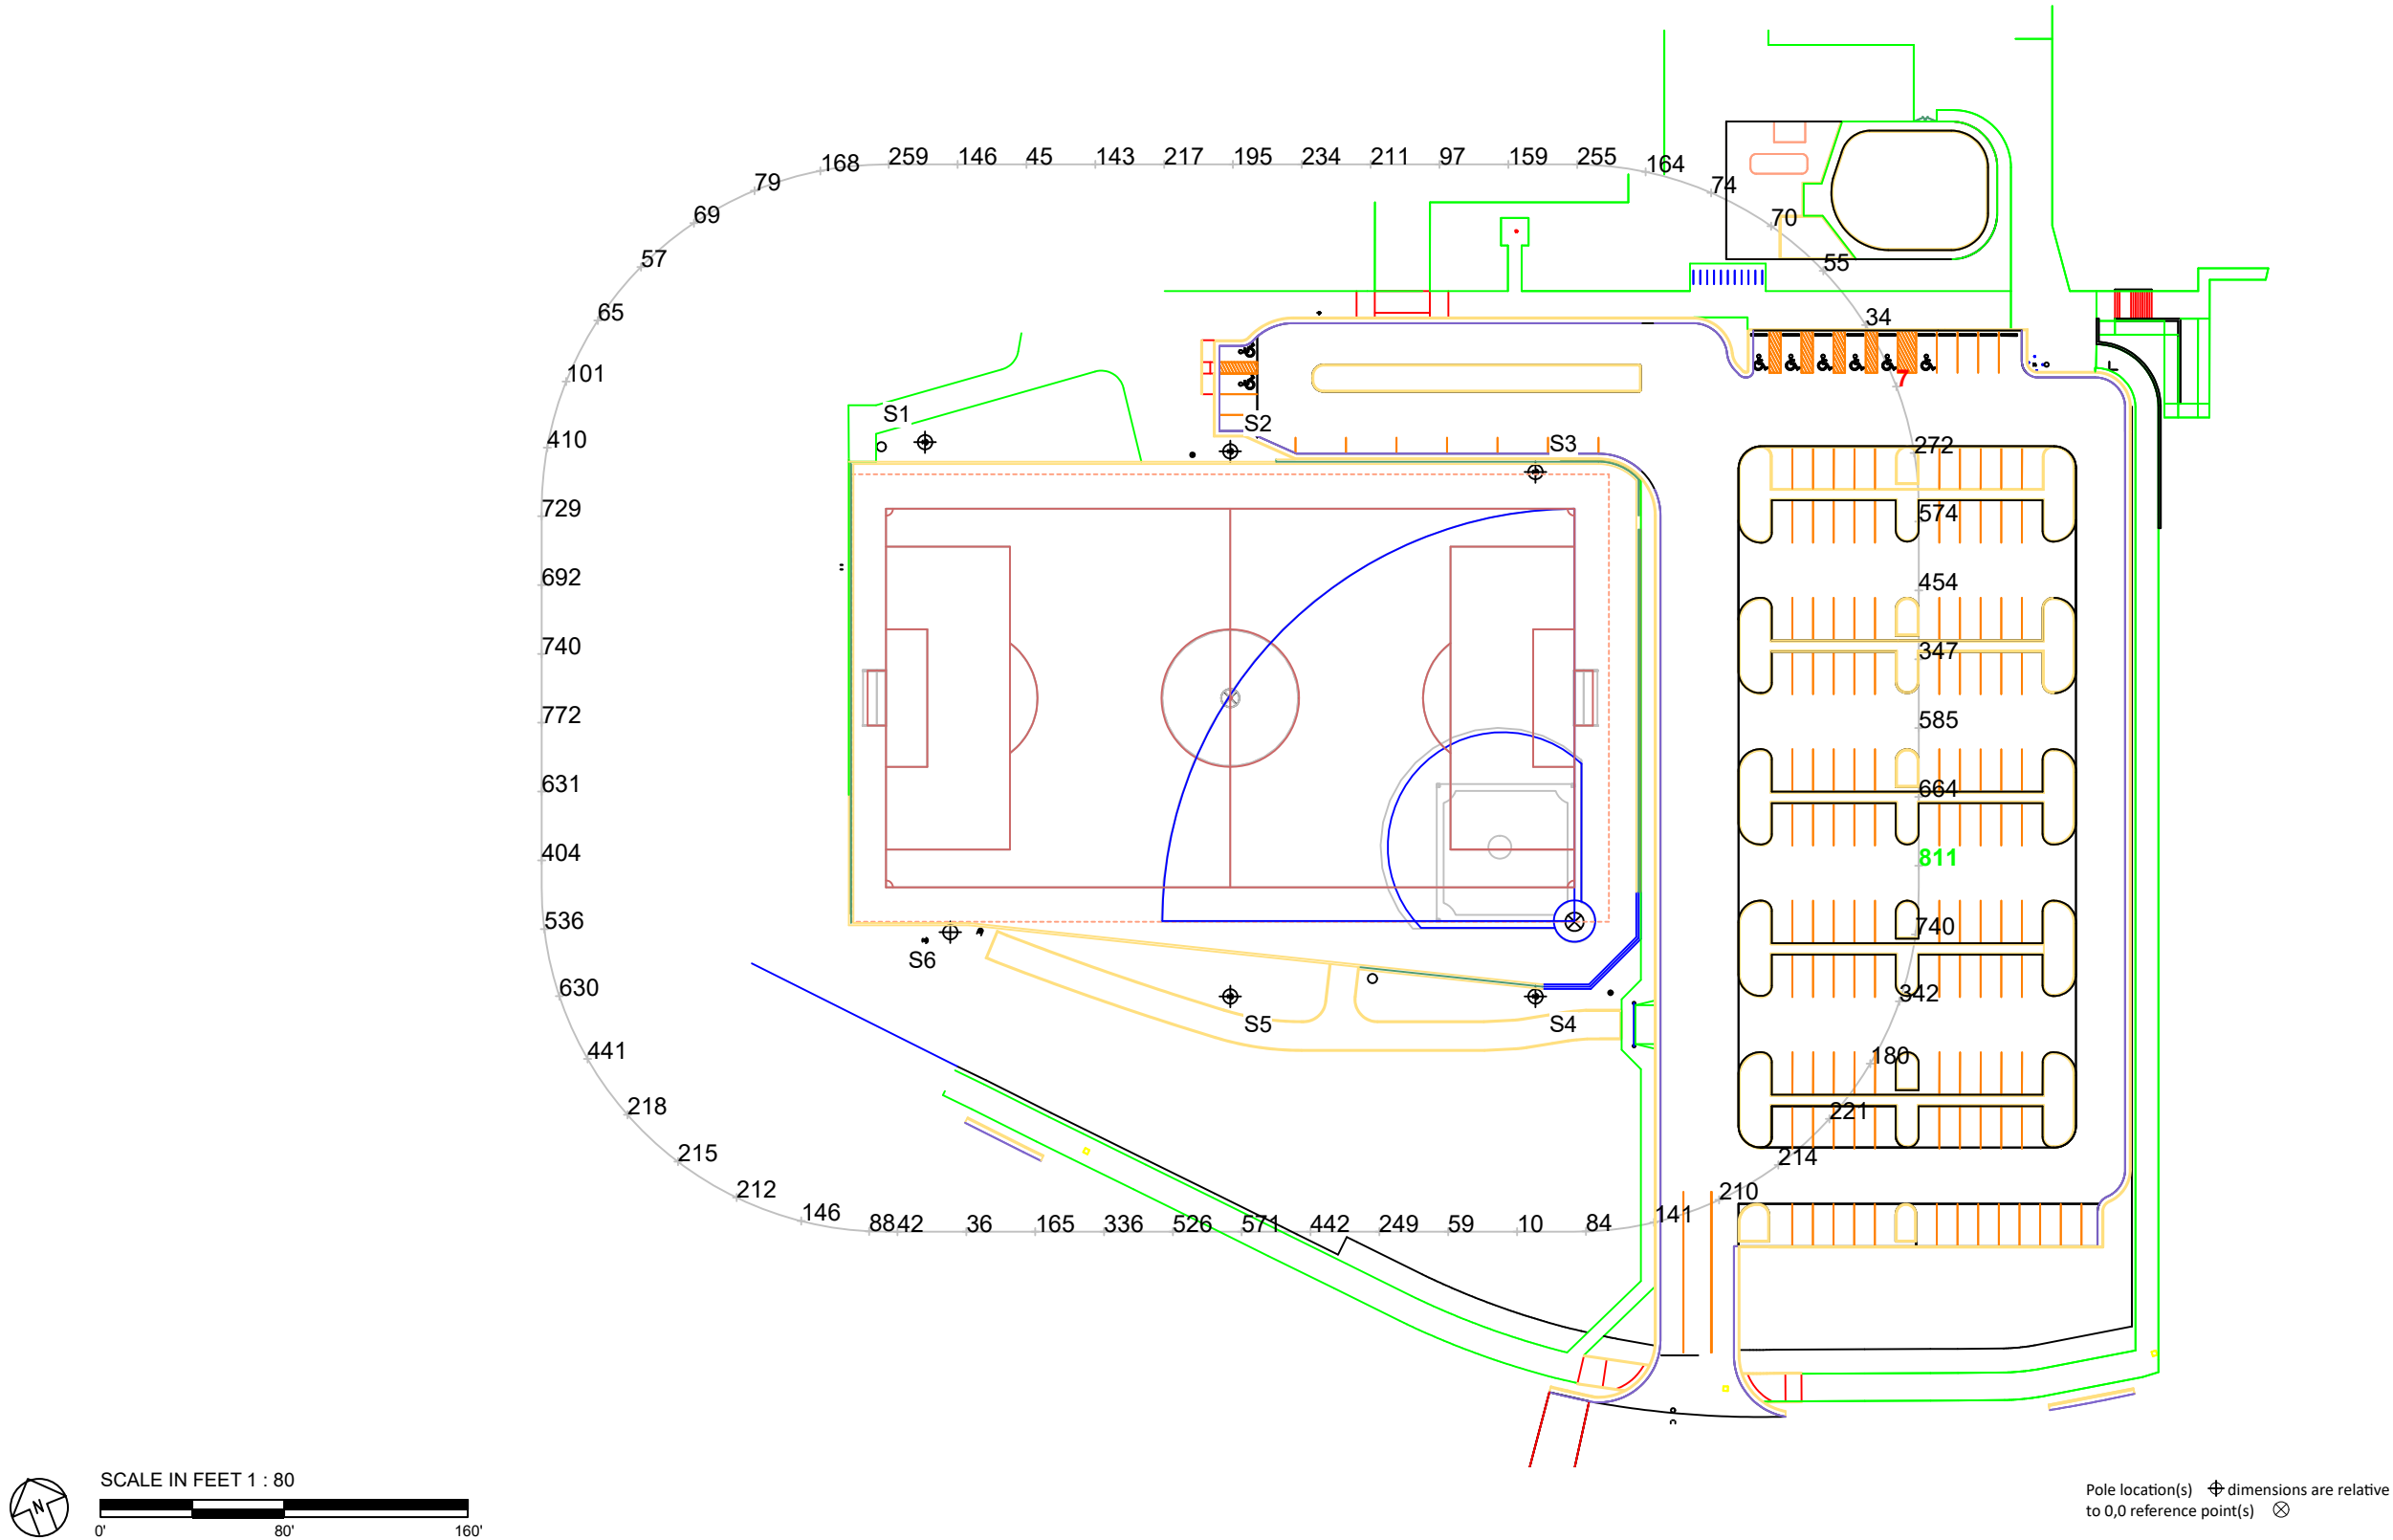 168 259 146 45 143 217 195 234 211 97 159 255 164
79 74
69 70
57 55
65 34
101 7
S1 S2 S3
410 272
729 574
692 454
740 347
772 585
631 664
404 811
536 740
S6
630 342
S5 S4
441 180
218 221
215 214
212 210
146 88 42 36 165 336 526 571 442 249 59 10 84 141
N
SCALE IN FEET 1 : 80
0' 80' 160'
Pole location(s) dimensions are relative
to 0,0 reference point(s)